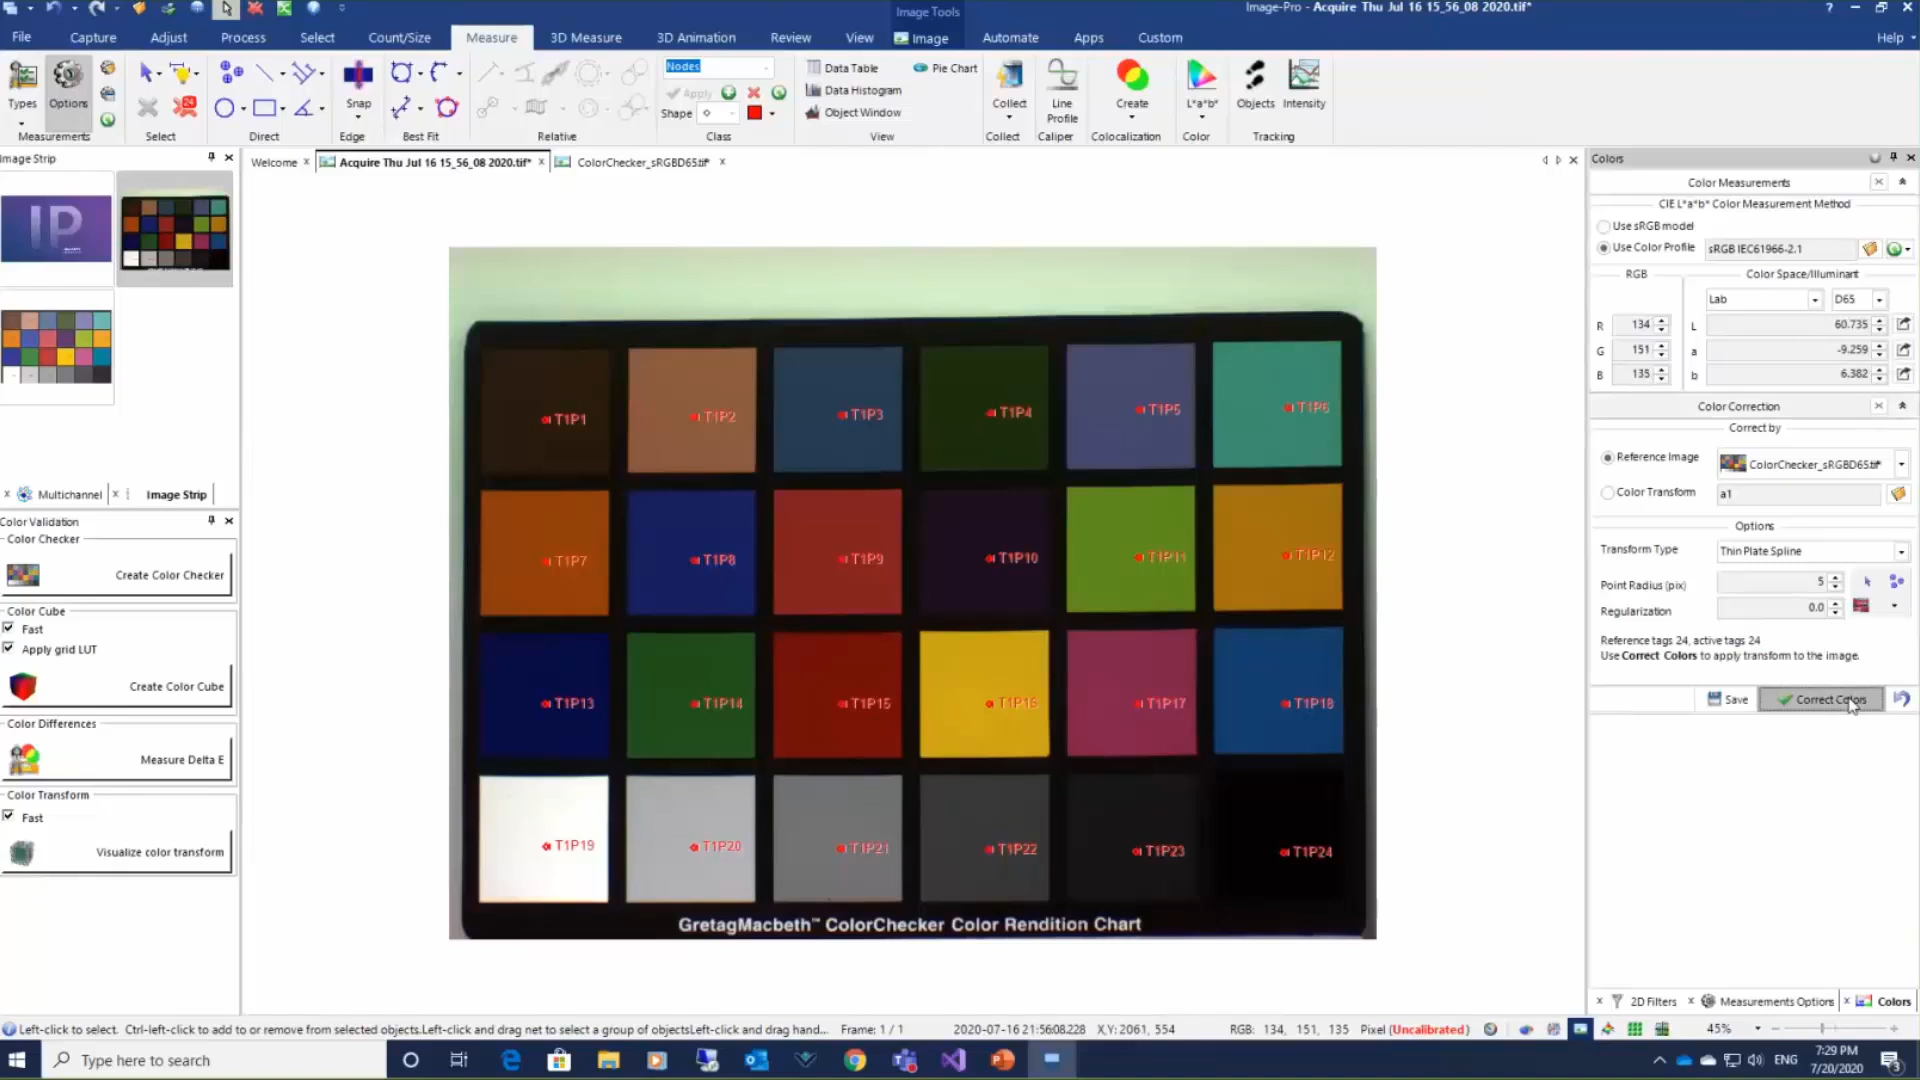 Image Tools
Image-Pro - Acquire Thu Jul 16 15_56_08 2020.tif*
File Capture Adjust Process Select Count/Size Measure 3D Measure 3D Animation Review View Image Automate Apps Custom Help
Types Options
Measurements
24
Select
Direct
Snap
Edge
Best Fit
Relative
Nodes
Apply
Shape
Class
Data Table Pie Chart
Data Histogram
Object Window
View
Collect
Collect
Line Profile
Caliper
Create
Colocalization
L*a*b*
Color
Objects Intensity
Tracking
Image Strip
Welcome × Acquire Thu Jul 16 15_56_08 2020.tif* × ColorChecker_sRGBD65.tif* ×
IP
× Multichannel × Image Strip
Color Validation
Color Checker
Create Color Checker
Color Cube
Fast
Apply grid LUT
Create Color Cube
Color Differences
Measure Delta E
Color Transform
Fast
Visualize color transform
T1P1 T1P2 T1P3 T1P4 T1P5 T1P6
T1P7 T1P8 T1P9 T1P10 T1P11 T1P12
T1P13 T1P14 T1P15 T1P16 T1P17 T1P18
T1P19 T1P20 T1P21 T1P22 T1P23 T1P24
GretagMacbeth™ ColorChecker Color Rendition Chart
Colors
Color Measurements
CIE L*a*b* Color Measurement Method
Use sRGB model
Use Color Profile sRGB IEC61966-2.1
RGB Color Space/Illuminant
Lab D65
R 134 L 60.735
G 151 a -9.259
B 135 b 6.382
Color Correction
Correct by
Reference Image ColorChecker_sRGBD65.tif*
Color Transform a1
Options
Transform Type Thin Plate Spline
Point Radius (pix) 5
Regularization 0.0
Reference tags 24, active tags 24
Use Correct Colors to apply transform to the image.
Save Correct Colors
× 2D Filters × Measurements Options × Colors
Left-click to select. Ctrl-left-click to add to or remove from selected objects.Left-click and drag net to select a group of objectsLeft-click and drag hand... Frame: 1 / 1 2020-07-16 21:56:08.228 X,Y: 2061, 554 RGB: 134, 151, 135 Pixel (Uncalibrated) 45%
Type here to search
ENG
7:29 PM
7/20/2020
3